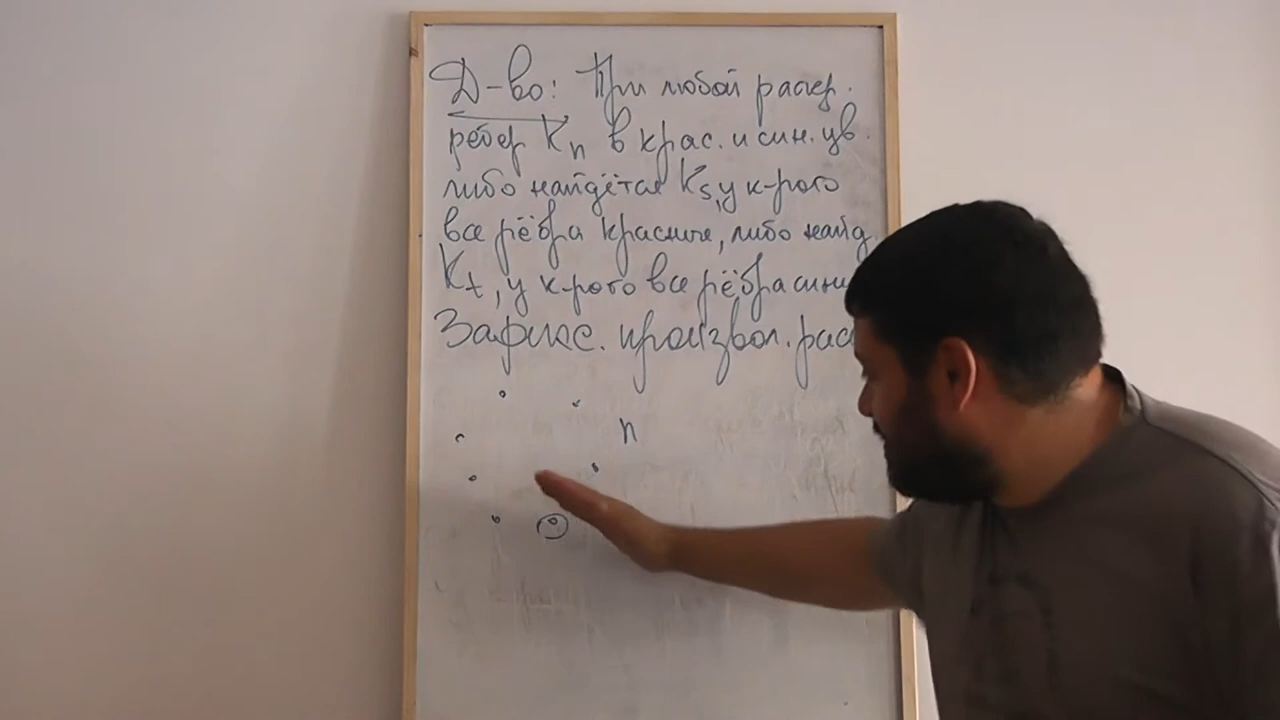 Д-во: При любой раскр.
рёбер Kn в крас. и син. цв.
либо найдётся Ks, у к-рого
все рёбра красные, либо найд
Kt, у к-рого все рёбра сини
Зафикс. произвол. рас
n